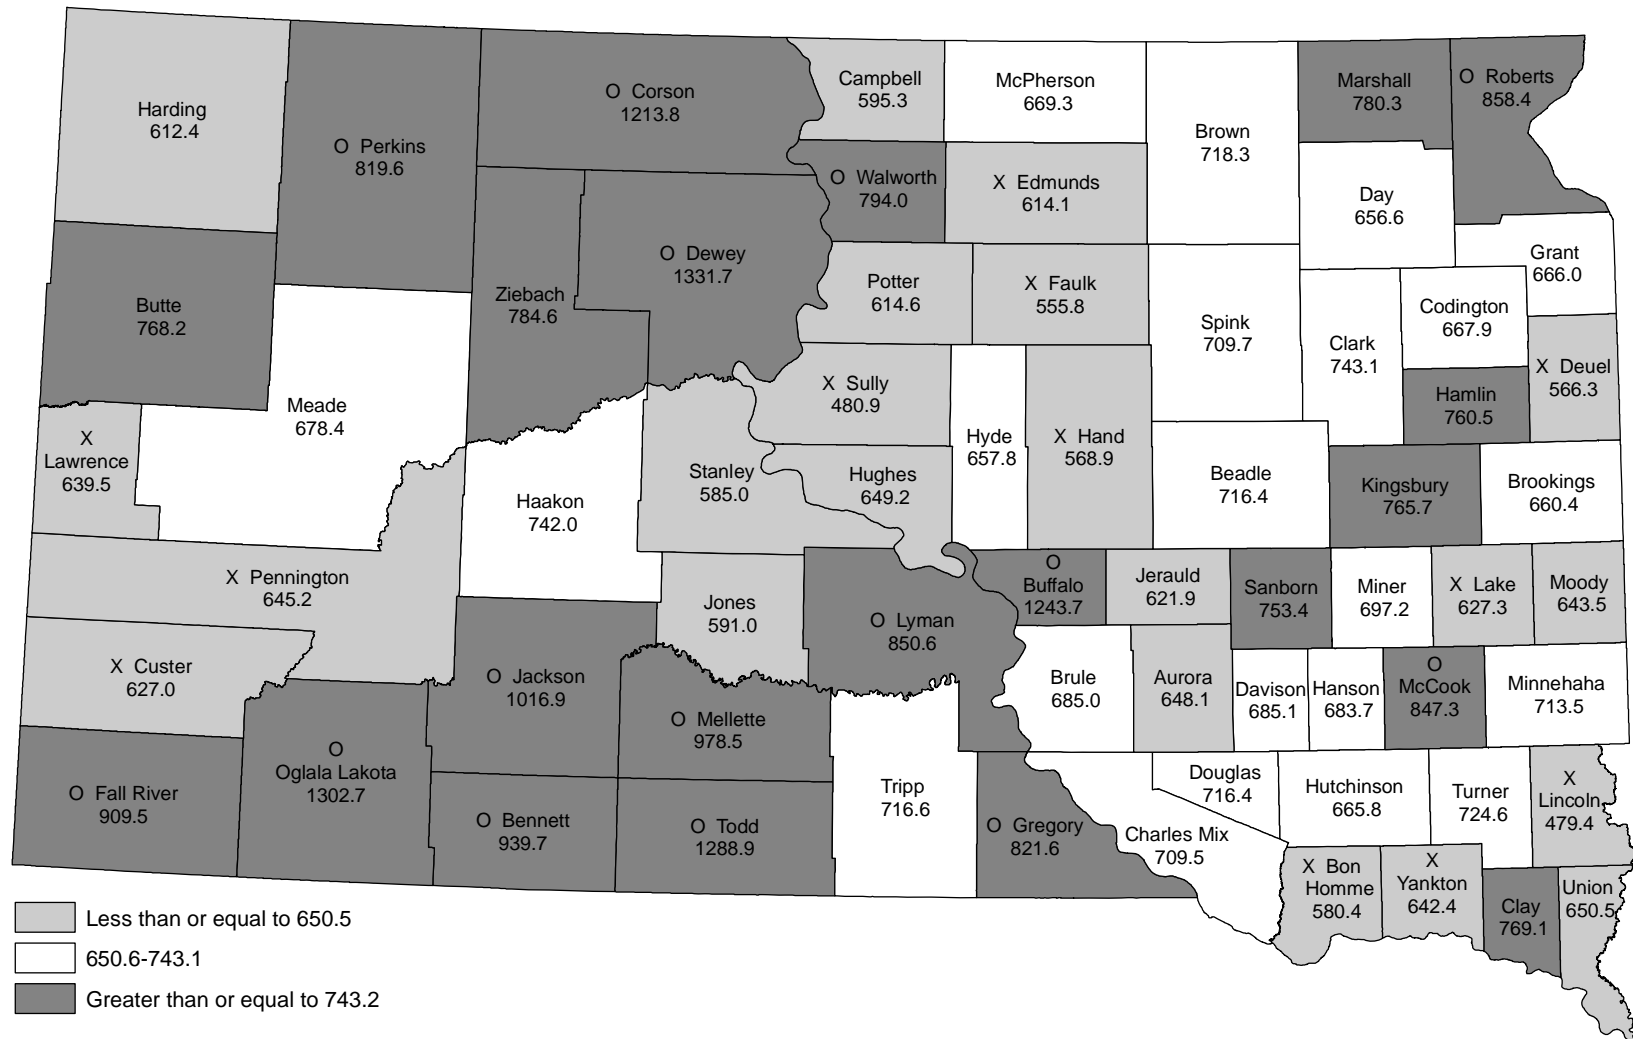 Harding
612.4
O Perkins
819.6
O Corson
1213.8
Campbell
595.3
McPherson
669.3
Brown
718.3
Marshall
780.3
O Roberts
858.4
O Walworth
794.0
X Edmunds
614.1
Day
656.6
Grant
666.0
Butte
768.2
Ziebach
784.6
O Dewey
1331.7
Potter
614.6
X Faulk
555.8
Spink
709.7
Clark
743.1
Codington
667.9
X Deuel
566.3
Hamlin
760.5
Meade
678.4
X
Lawrence
639.5
X Sully
480.9
Hyde
657.8
X Hand
568.9
Beadle
716.4
Kingsbury
765.7
Brookings
660.4
Haakon
742.0
Stanley
585.0
Hughes
649.2
X Pennington
645.2
Jones
591.0
O Lyman
850.6
O
Buffalo
1243.7
Jerauld
621.9
Sanborn
753.4
Miner
697.2
X Lake
627.3
Moody
643.5
X Custer
627.0
O Jackson
1016.9
O Mellette
978.5
Brule
685.0
Aurora
648.1
Davison
685.1
Hanson
683.7
O
McCook
847.3
Minnehaha
713.5
O Fall River
909.5
O
Oglala Lakota
1302.7
O Bennett
939.7
O Todd
1288.9
Tripp
716.6
O Gregory
821.6
Charles Mix
709.5
Douglas
716.4
Hutchinson
665.8
Turner
724.6
X
Lincoln
479.4
X Bon
Homme
580.4
X
Yankton
642.4
Clay
769.1
Union
650.5
Less than or equal to 650.5
650.6-743.1
Greater than or equal to 743.2